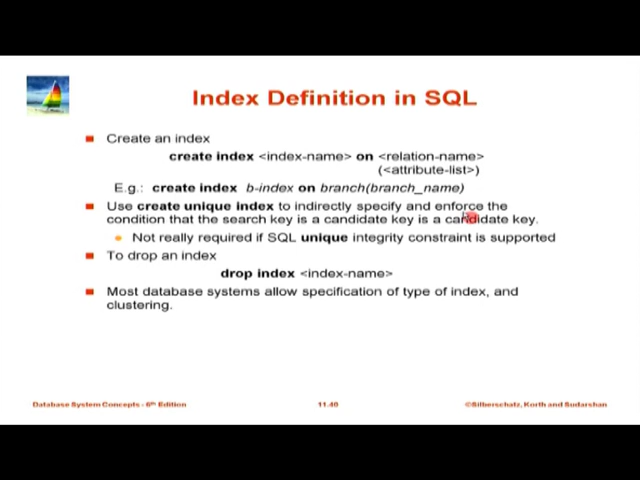 Index Definition in SQL
Create an index
create index <index-name> on <relation-name>
(<attribute-list>)
E.g.: create index b-index on branch(branch_name)
Use create unique index to indirectly specify and enforce the
condition that the search key is a candidate key is a candidate key.
Not really required if SQL unique integrity constraint is supported
To drop an index
drop index <index-name>
Most database systems allow specification of type of index, and
clustering.
Database System Concepts - 6th Edition 11.40 ©Silberschatz, Korth and Sudarshan